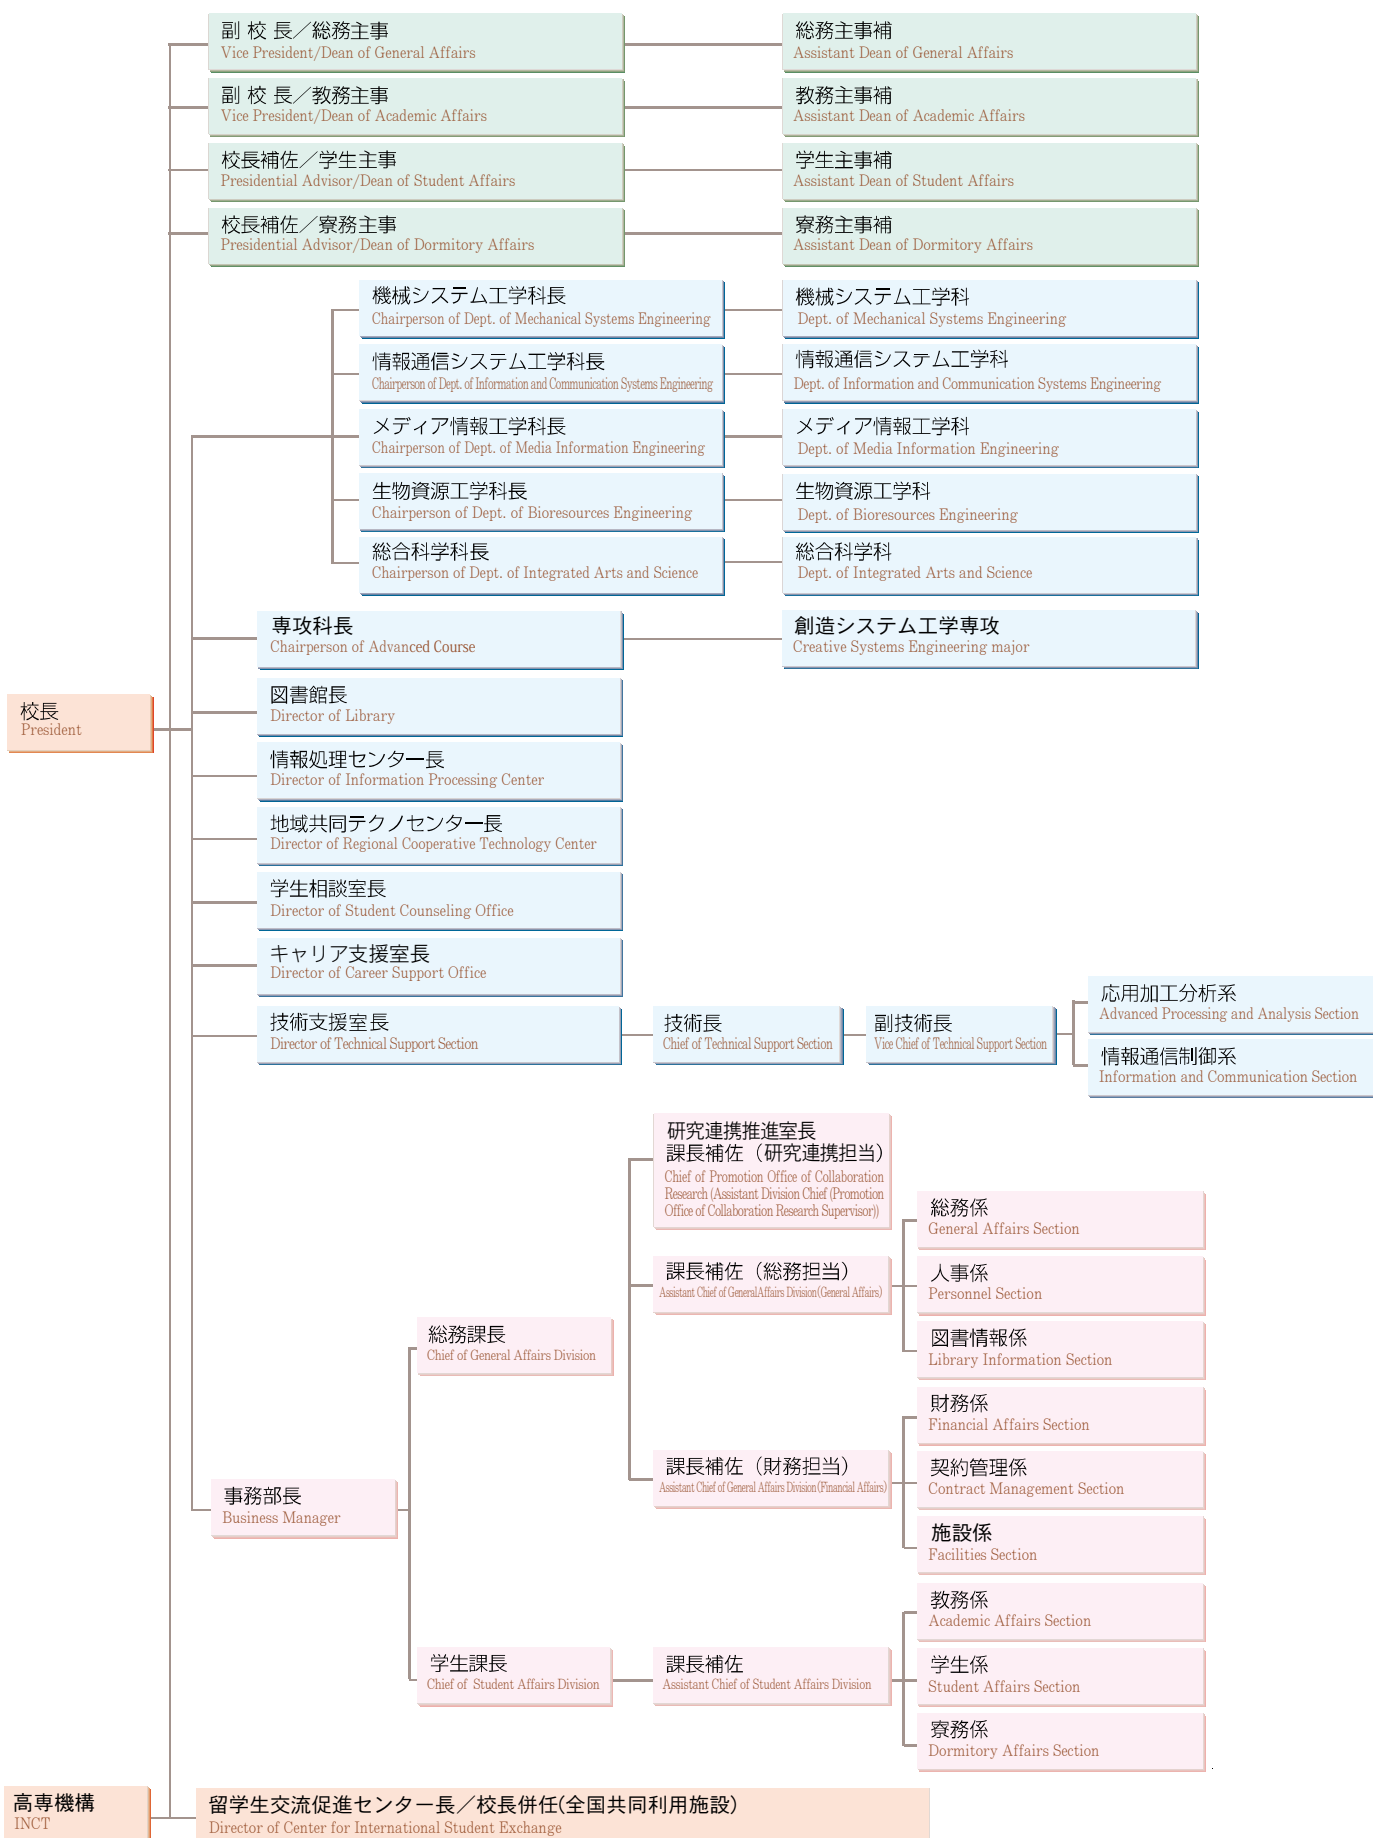 副 校 長／総務主事
Vice President/Dean of General Affairs
総務主事補
Assistant Dean of General Affairs
副 校 長／教務主事
Vice President/Dean of Academic Affairs
教務主事補
Assistant Dean of Academic Affairs
校長補佐／学生主事
Presidential Advisor/Dean of Student Affairs
学生主事補
Assistant Dean of Student Affairs
校長補佐／寮務主事
Presidential Advisor/Dean of Dormitory Affairs
寮務主事補
Assistant Dean of Dormitory Affairs
機械システム工学科長
Chairperson of Dept. of Mechanical Systems Engineering
機械システム工学科
Dept. of Mechanical Systems Engineering
情報通信システム工学科長
Chairperson of Dept. of Information and Communication Systems Engineering
情報通信システム工学科
Dept. of Information and Communication Systems Engineering
メディア情報工学科長
Chairperson of Dept. of Media Information Engineering
メディア情報工学科
Dept. of Media Information Engineering
生物資源工学科長
Chairperson of Dept. of Bioresources Engineering
生物資源工学科
Dept. of Bioresources Engineering
総合科学科長
Chairperson of Dept. of Integrated Arts and Science
総合科学科
Dept. of Integrated Arts and Science
専攻科長
Chairperson of Advanced Course
創造システム工学専攻
Creative Systems Engineering major
校長
President
図書館長
Director of Library
情報処理センター長
Director of Information Processing Center
地域共同テクノセンター長
Director of Regional Cooperative Technology Center
学生相談室長
Director of Student Counseling Office
キャリア支援室長
Director of Career Support Office
技術支援室長
Director of Technical Support Section
技術長
Chief of Technical Support Section
副技術長
Vice Chief of Technical Support Section
応用加工分析系
Advanced Processing and Analysis Section
情報通信制御系
Information and Communication Section
研究連携推進室長
課長補佐（研究連携担当）
Chief of Promotion Office of Collaboration
Research (Assistant Division Chief (Promotion
Office of Collaboration Research Supervisor))
課長補佐（総務担当）
Assistant Chief of GeneralAffairs Division(General Affairs)
総務係
General Affairs Section
人事係
Personnel Section
図書情報係
Library Information Section
総務課長
Chief of General Affairs Division
課長補佐（財務担当）
Assistant Chief of General Affairs Division(Financial Affairs)
財務係
Financial Affairs Section
契約管理係
Contract Management Section
施設係
Facilities Section
事務部長
Business Manager
学生課長
Chief of Student Affairs Division
課長補佐
Assistant Chief of Student Affairs Division
教務係
Academic Affairs Section
学生係
Student Affairs Section
寮務係
Dormitory Affairs Section
高専機構
INCT
留学生交流促進センター長／校長併任(全国共同利用施設)
Director of Center for International Student Exchange